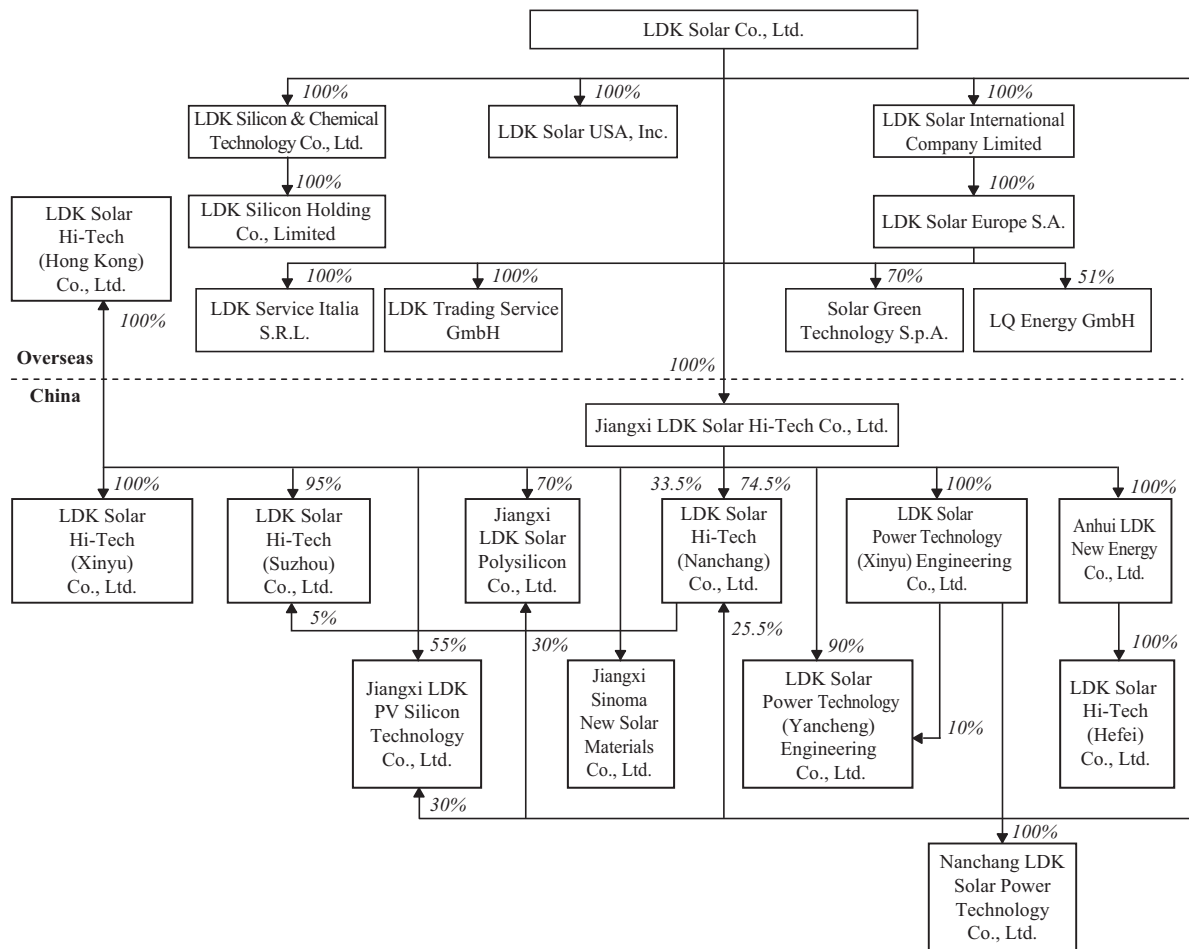 LDK Solar Co., Ltd.
100%
100%
100%
LDK Silicon & Chemical
Technology Co., Ltd.
LDK Solar USA, Inc.
LDK Solar International
Company Limited
100%
100%
LDK Solar
Hi-Tech
(Hong Kong)
Co., Ltd.
LDK Silicon Holding
Co., Limited
LDK Solar Europe S.A.
100%
100%
70%
51%
LDK Service Italia
S.R.L.
LDK Trading Service
GmbH
Solar Green
Technology S.p.A.
LQ Energy GmbH
100%
Overseas
100%
China
Jiangxi LDK Solar Hi-Tech Co., Ltd.
100%
95%
70%
33.5%
74.5%
100%
100%
LDK Solar
Hi-Tech
(Xinyu)
Co., Ltd.
LDK Solar
Hi-Tech
(Suzhou)
Co., Ltd.
Jiangxi
LDK Solar
Polysilicon
Co., Ltd.
LDK Solar
Hi-Tech
(Nanchang)
Co., Ltd.
LDK Solar
Power Technology
(Xinyu) Engineering
Co., Ltd.
Anhui LDK
New Energy
Co., Ltd.
5%
25.5%
55%
30%
90%
100%
Jiangxi LDK
PV Silicon
Technology
Co., Ltd.
Jiangxi
Sinoma
New Solar
Materials
Co., Ltd.
LDK Solar
Power Technology
(Yancheng)
Engineering
Co., Ltd.
10%
LDK Solar
Hi-Tech
(Hefei)
Co., Ltd.
30%
100%
Nanchang LDK
Solar Power
Technology
Co., Ltd.